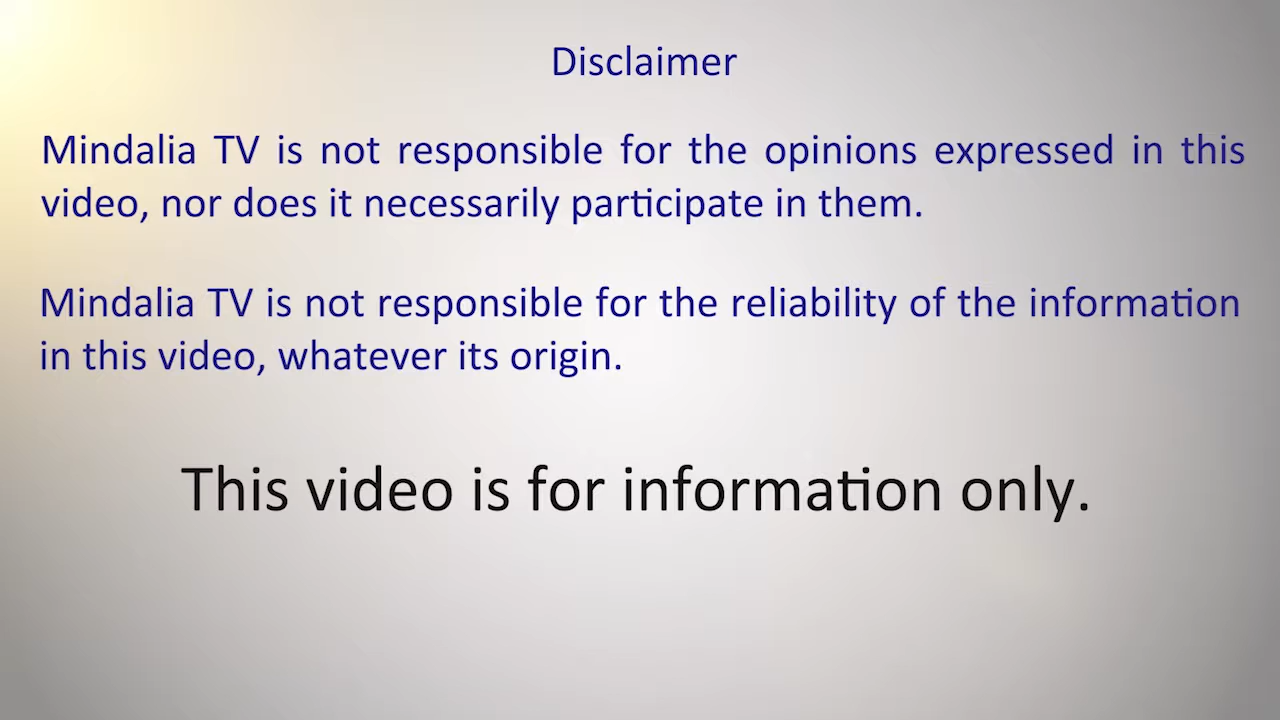 Disclaimer
Mindalia TV is not responsible for the opinions expressed in this
video, nor does it necessarily participate in them.
Mindalia TV is not responsible for the reliability of the information
in this video, whatever its origin.
This video is for information only.